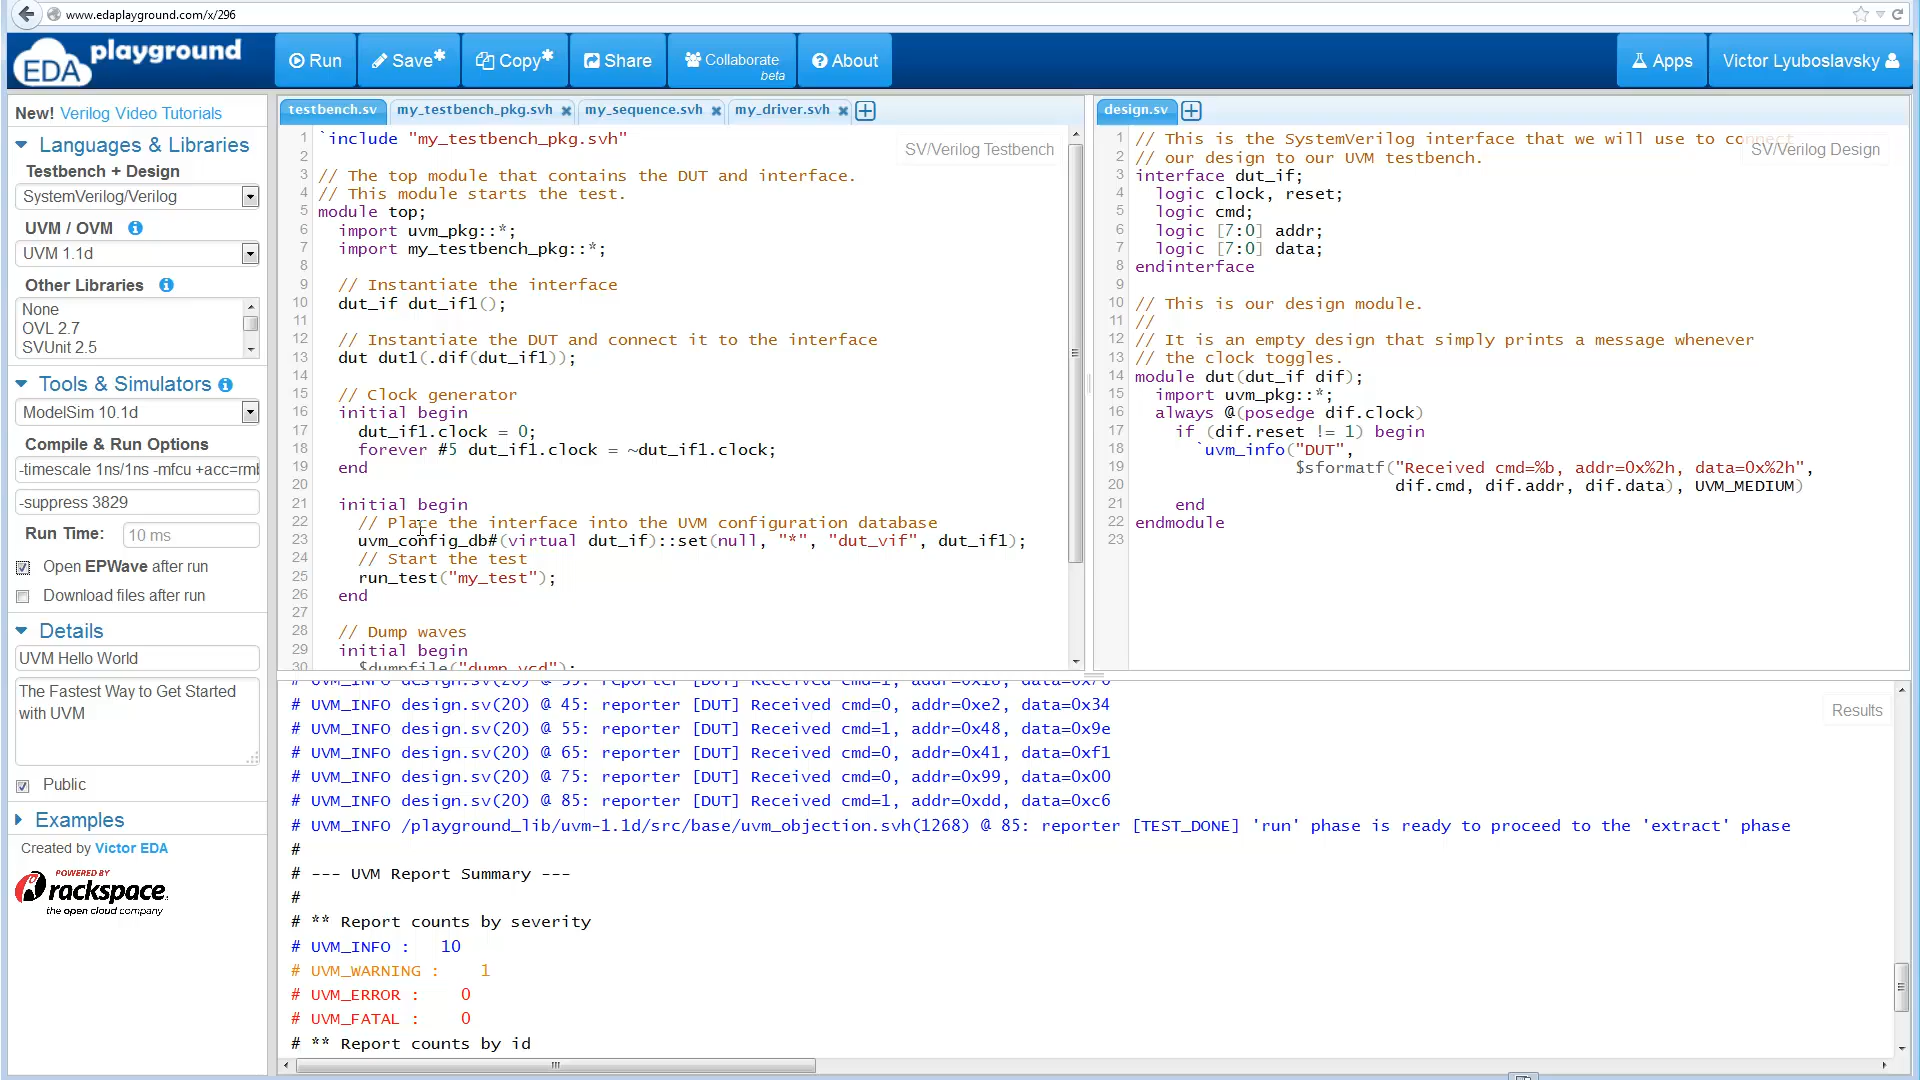 www.edaplayground.com/x/296
EDA playground
Run
Save*
Copy*
Share
Collaborate
beta
About
Apps
Victor Lyuboslavsky
New! Verilog Video Tutorials
Languages & Libraries
Testbench + Design
SystemVerilog/Verilog
UVM / OVM
UVM 1.1d
Other Libraries
None
OVL 2.7
SVUnit 2.5
Tools & Simulators
ModelSim 10.1d
Compile & Run Options
-timescale 1ns/1ns -mfcu +acc=rmb
-suppress 3829
Run Time: 10 ms
Open EPWave after run
Download files after run
Details
UVM Hello World
The Fastest Way to Get Started
with UVM
Public
Examples
Created by Victor EDA
POWERED BY
rackspace.
the open cloud company
testbench.sv
my_testbench_pkg.svh
my_sequence.svh
my_driver.svh
SV/Verilog Testbench
1 `include "my_testbench_pkg.svh"
2
3 // The top module that contains the DUT and interface.
4 // This module starts the test.
5 module top;
6 import uvm_pkg::*;
7 import my_testbench_pkg::*;
8
9 // Instantiate the interface
10 dut_if dut_if1();
11
12 // Instantiate the DUT and connect it to the interface
13 dut dut1(.dif(dut_if1));
14
15 // Clock generator
16 initial begin
17 dut_if1.clock = 0;
18 forever #5 dut_if1.clock = ~dut_if1.clock;
19 end
20
21 initial begin
22 // Place the interface into the UVM configuration database
23 uvm_config_db#(virtual dut_if)::set(null, "*", "dut_vif", dut_if1);
24 // Start the test
25 run_test("my_test");
26 end
27
28 // Dump waves
29 initial begin
30 $dumpfile("dump.vcd");
design.sv
SV/Verilog Design
1 // This is the SystemVerilog interface that we will use to connect
2 // our design to our UVM testbench.
3 interface dut_if;
4 logic clock, reset;
5 logic cmd;
6 logic [7:0] addr;
7 logic [7:0] data;
8 endinterface
9
10 // This is our design module.
11 //
12 // It is an empty design that simply prints a message whenever
13 // the clock toggles.
14 module dut(dut_if dif);
15 import uvm_pkg::*;
16 always @(posedge dif.clock)
17 if (dif.reset != 1) begin
18 `uvm_info("DUT",
19 $sformatf("Received cmd=%b, addr=0x%2h, data=0x%2h",
20 dif.cmd, dif.addr, dif.data), UVM_MEDIUM)
21 end
22 endmodule
23
Results
# UVM_INFO design.sv(20) @ 45: reporter [DUT] Received cmd=0, addr=0xe2, data=0x34
# UVM_INFO design.sv(20) @ 55: reporter [DUT] Received cmd=1, addr=0x48, data=0x9e
# UVM_INFO design.sv(20) @ 65: reporter [DUT] Received cmd=0, addr=0x41, data=0xf1
# UVM_INFO design.sv(20) @ 75: reporter [DUT] Received cmd=0, addr=0x99, data=0x00
# UVM_INFO design.sv(20) @ 85: reporter [DUT] Received cmd=1, addr=0xdd, data=0xc6
# UVM_INFO /playground_lib/uvm-1.1d/src/base/uvm_objection.svh(1268) @ 85: reporter [TEST_DONE] 'run' phase is ready to proceed to the 'extract' phase
#
# --- UVM Report Summary ---
#
# ** Report counts by severity
# UVM_INFO : 10
# UVM_WARNING : 1
# UVM_ERROR : 0
# UVM_FATAL : 0
# ** Report counts by id